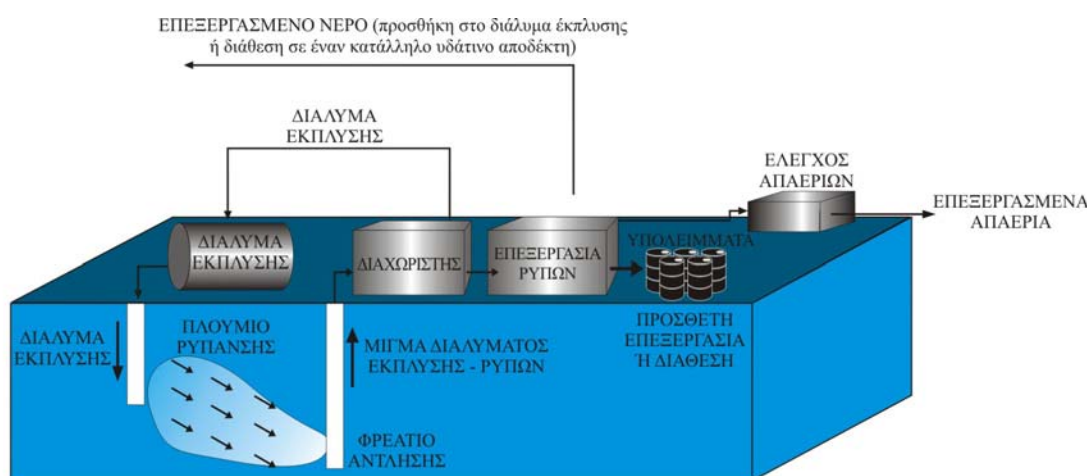 ΕΠΕΞΕΡΓΑΣΜΕΝΟ ΝΕΡΟ (προσθήκη στο διάλυμα έκπλυσης
ή διάθεση σε έναν κατάλληλο υδάτινο αποδέκτη)
ΔΙΑΛΥΜΑ
ΕΚΠΛΥΣΗΣ
ΕΛΕΓΧΟΣ
ΑΠΑΕΡΙΩΝ
ΕΠΕΞΕΡΓΑΣΜΕΝΑ
ΑΠΑΕΡΙΑ
ΔΙΑΛΥΜΑ
ΕΚΠΛΥΣΗΣ
ΔΙΑΧΩΡΙΣΤΗΣ
ΕΠΕΞΕΡΓΑΣΙΑ
ΡΥΠΩΝ
ΥΠΟΛΕΙΜΜΑΤΑ
ΠΡΟΣΘΕΤΗ
ΕΠΕΞΕΡΓΑΣΙΑ
Ή ΔΙΑΘΕΣΗ
ΔΙΑΛΥΜΑ
ΕΚΠΛΥΣΗΣ
ΠΛΟΥΜΙΟ
ΡΥΠΑΝΣΗΣ
ΜΙΓΜΑ ΔΙΑΛΥΜΑΤΟΣ
ΕΚΠΛΥΣΗΣ - ΡΥΠΩΝ
ΦΡΕΑΤΙΟ
ΑΝΤΛΗΣΗΣ